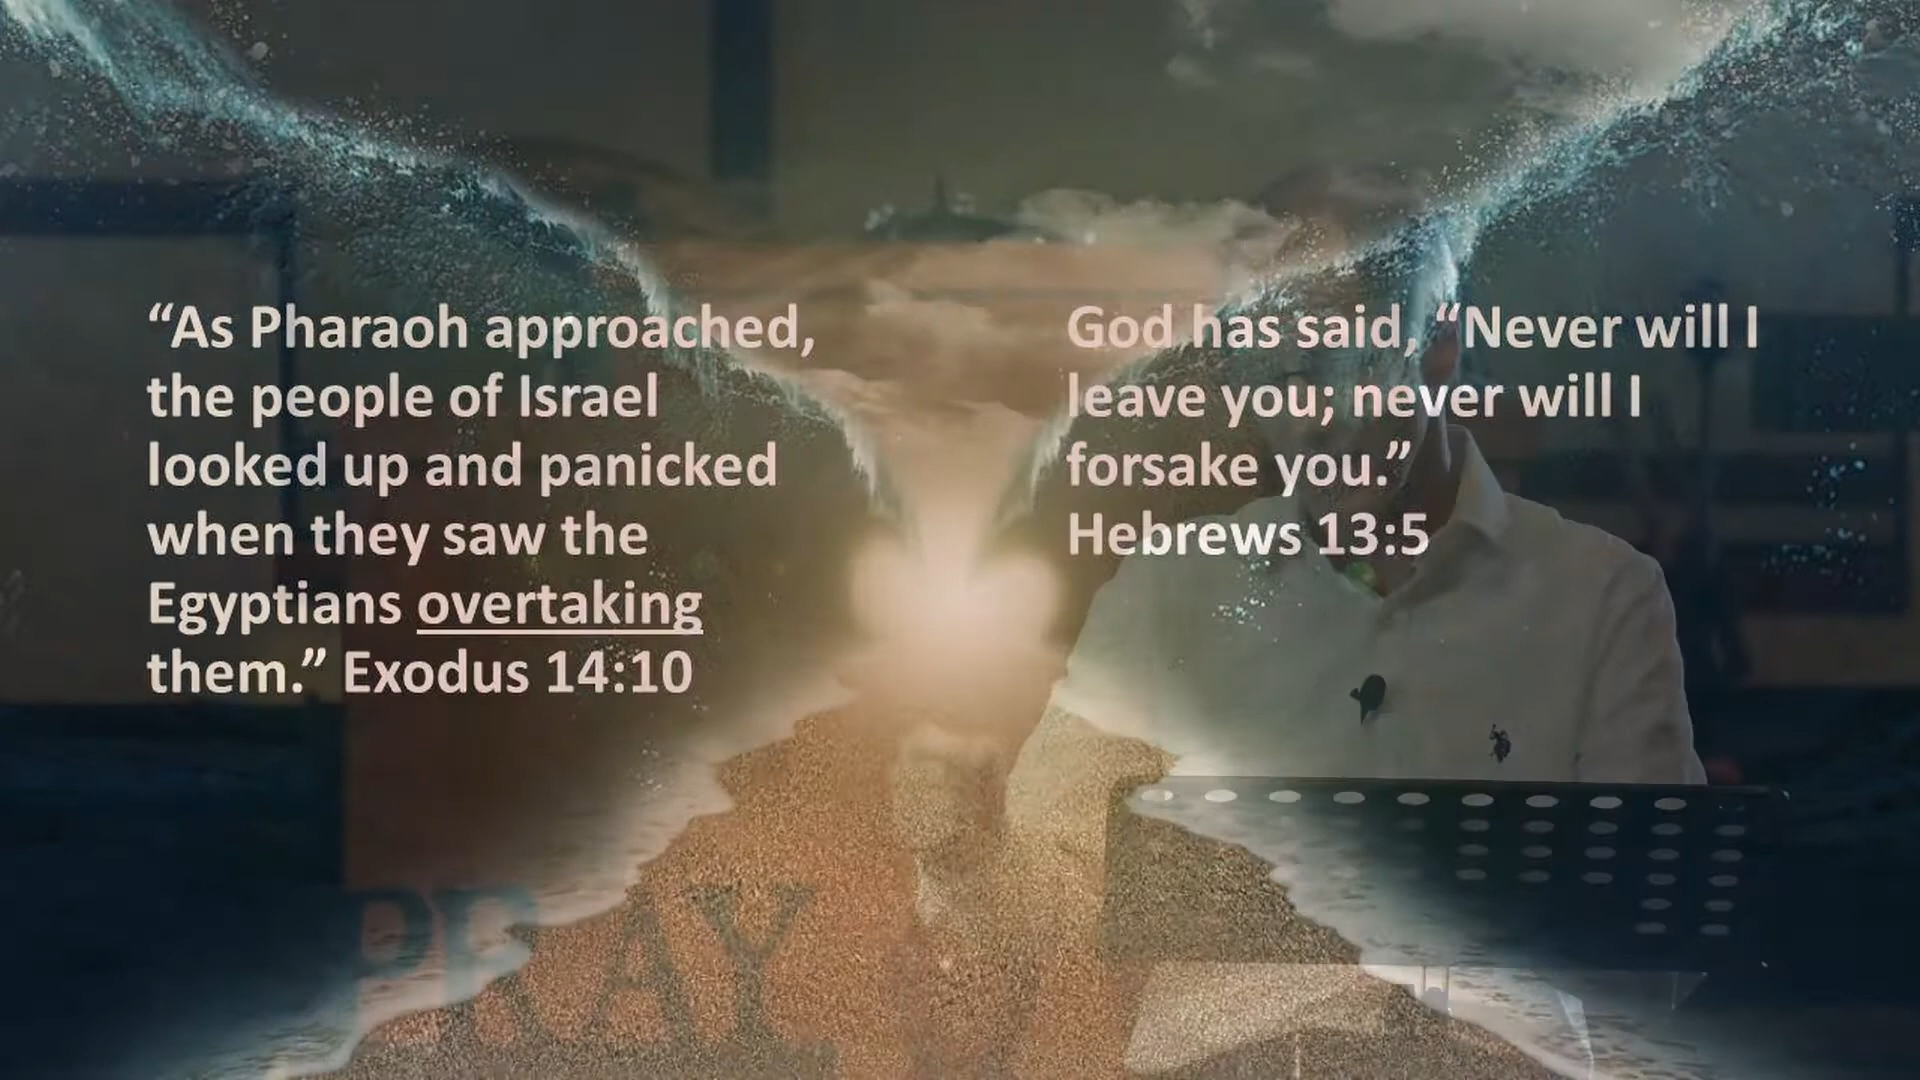 “As Pharaoh approached,
the people of Israel
looked up and panicked
when they saw the
Egyptians overtaking
them.” Exodus 14:10
God has said, “Never will I
leave you; never will I
forsake you.”
Hebrews 13:5
PRAY